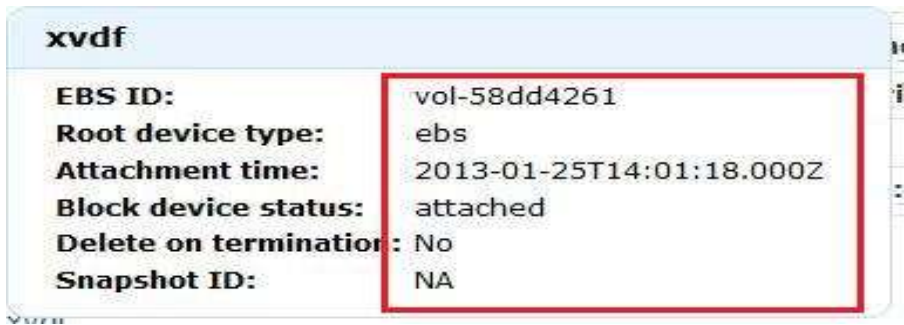 xvdf
EBS ID: vol-58dd4261
Root device type: ebs
Attachment time: 2013-01-25T14:01:18.000Z
Block device status: attached
Delete on termination: No
Snapshot ID: NA